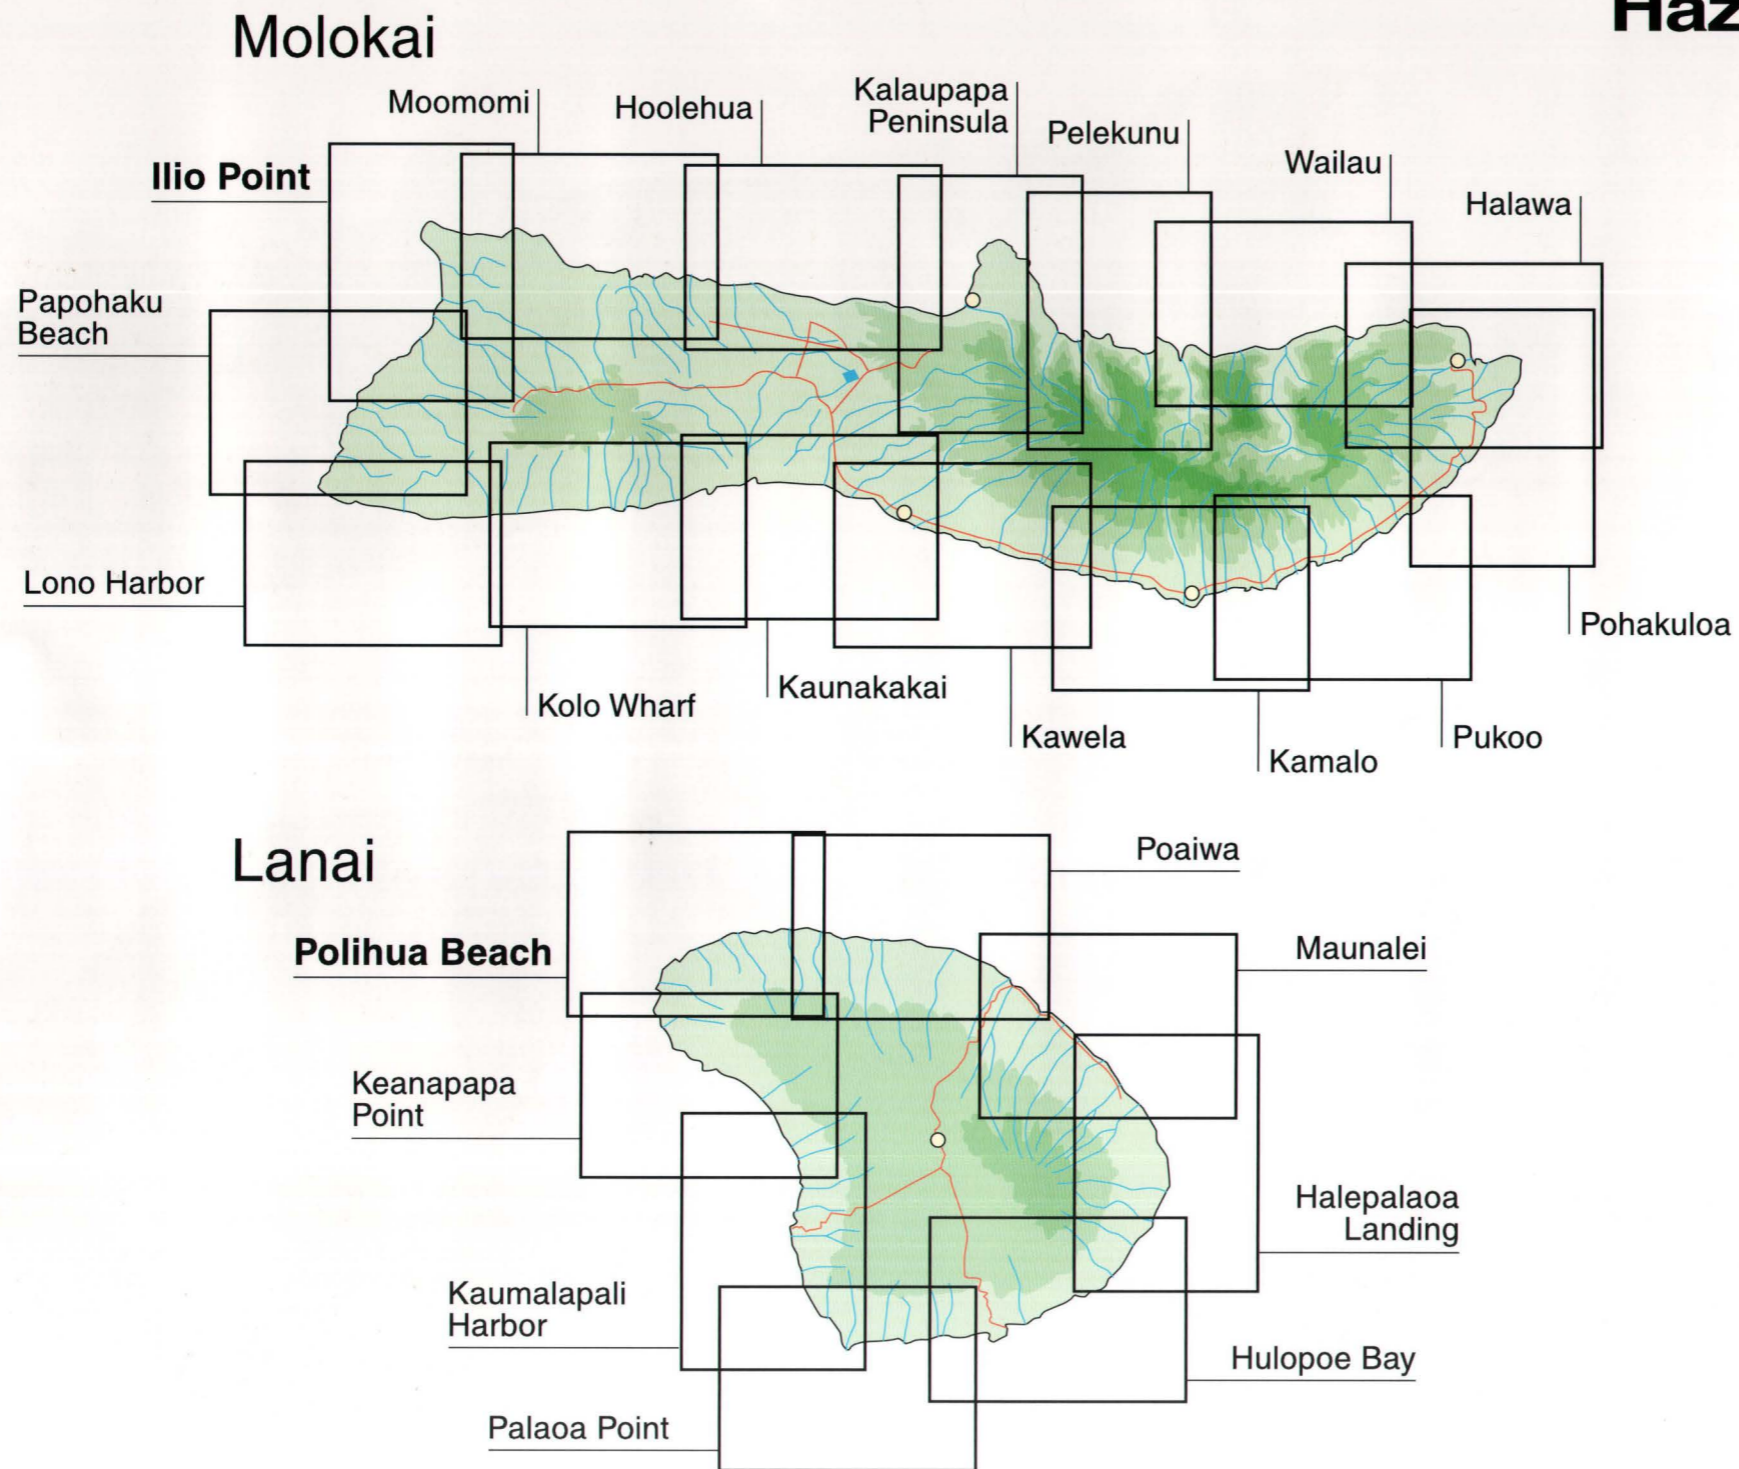 Haz
Molokai
Moomomi
Hoolehua
Kalaupapa
Peninsula
Pelekunu
Wailau
Halawa
Ilio Point
Papohaku
Beach
Lono Harbor
Kolo Wharf
Kaunakakai
Kawela
Kamalo
Pukoo
Pohakuloa
Lanai
Poaiwa
Polihua Beach
Maunalei
Keanapapa
Point
Halepalaoa
Landing
Kaumalapali
Harbor
Hulopoe Bay
Palaoa Point